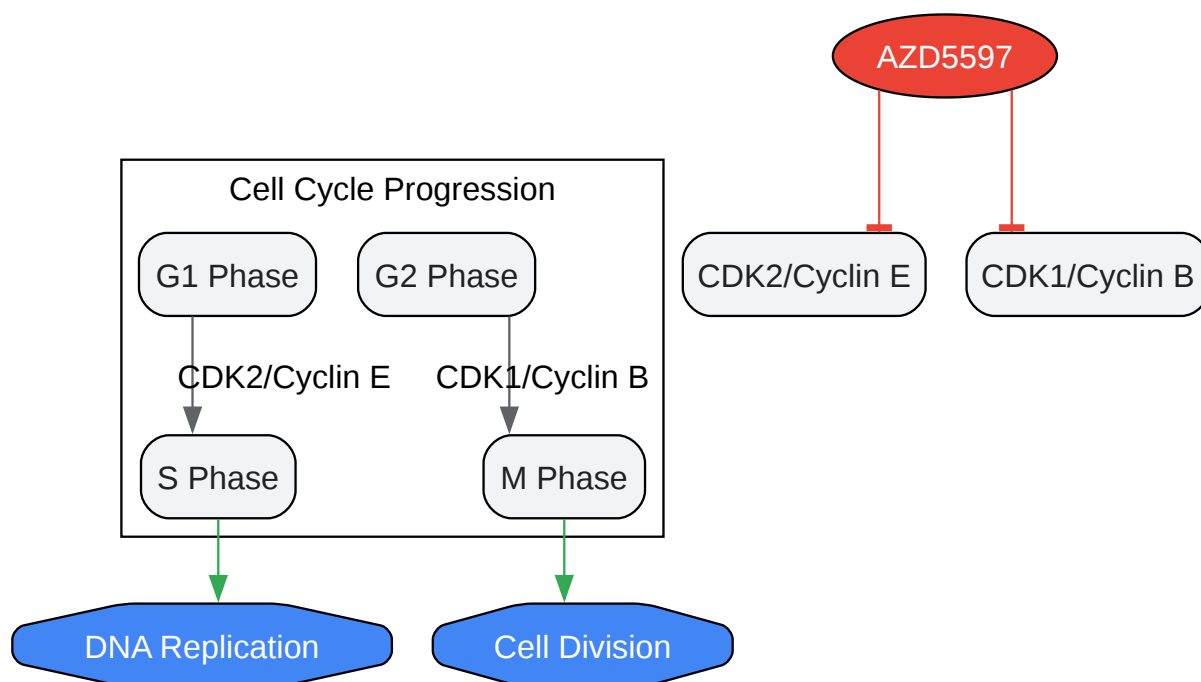 AZD5597
Cell Cycle Progression
G1 Phase
G2 Phase
CDK2/Cyclin E
CDK1/Cyclin B
CDK2/Cyclin E
CDK1/Cyclin B
S Phase
M Phase
DNA Replication
Cell Division